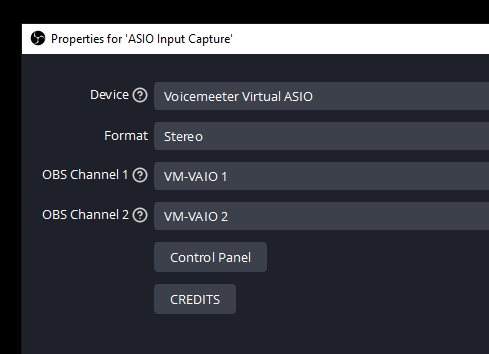 Properties for 'ASIO Input Capture'
Device Voicemeeter Virtual ASIO
Format Stereo
OBS Channel 1 VM-VAIO 1
OBS Channel 2 VM-VAIO 2
Control Panel
CREDITS